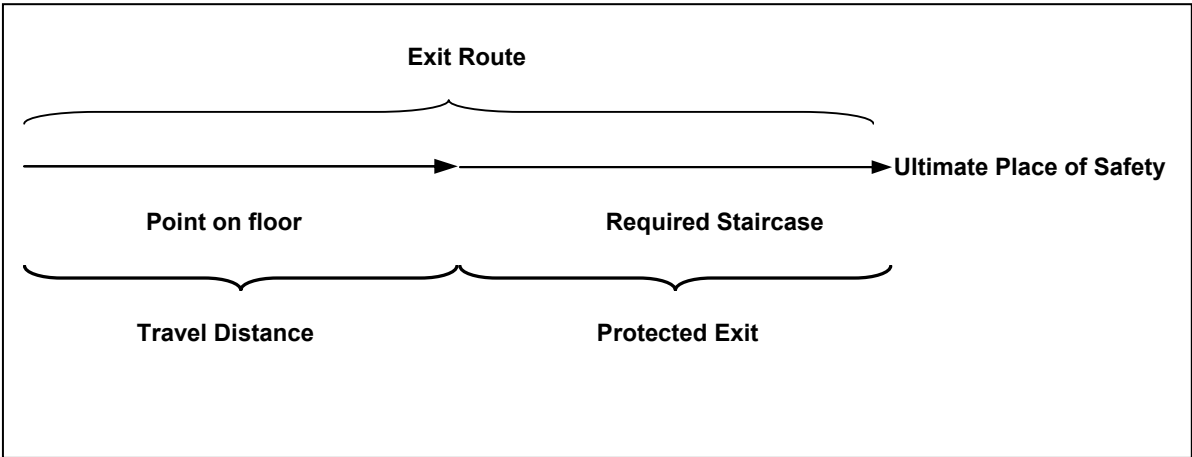 Exit Route
Ultimate Place of Safety
Point on floor
Required Staircase
Travel Distance
Protected Exit